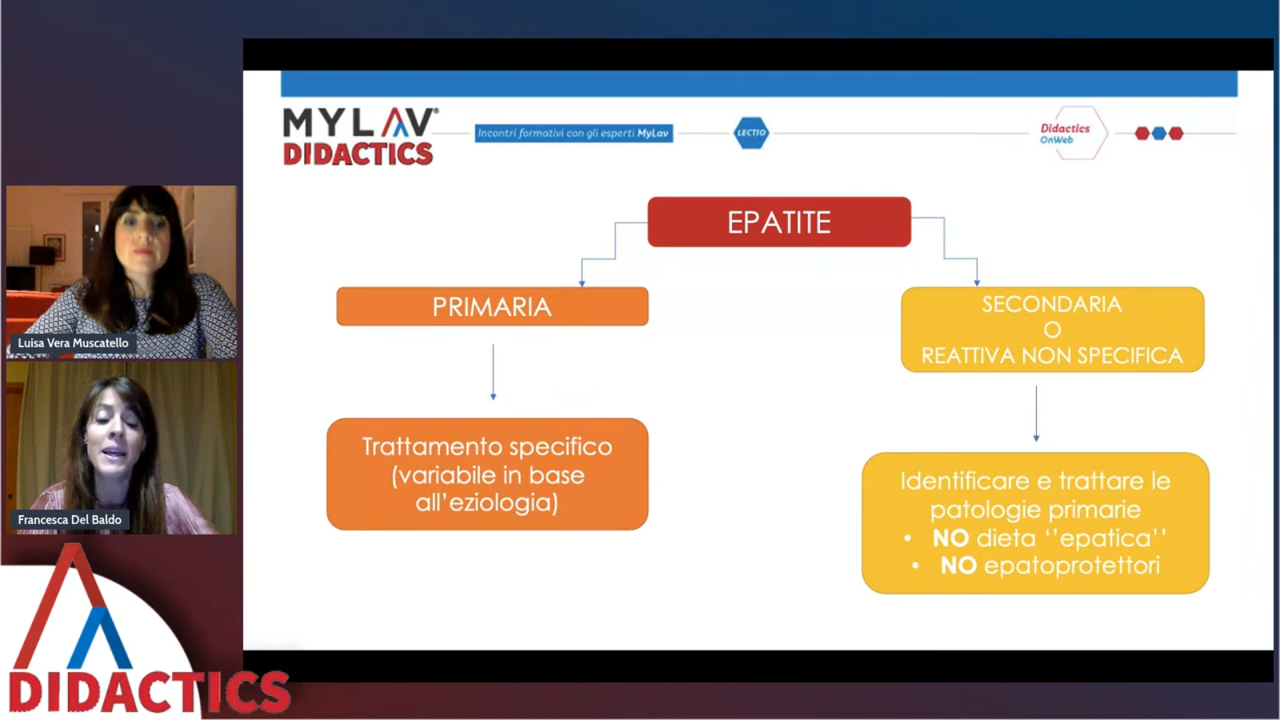 MYLAV®
DIDACTICS
Incontri formativi con gli esperti MyLav
LECTIO
Didactics
OnWeb
EPATITE
PRIMARIA
SECONDARIA
O
REATTIVA NON SPECIFICA
Trattamento specifico
(variabile in base
all’eziologia)
Identificare e trattare le
patologie primarie
• NO dieta ‘’epatica’’
• NO epatoprotettori
Luisa Vera Muscatello
Francesca Del Baldo
DIDACTICS